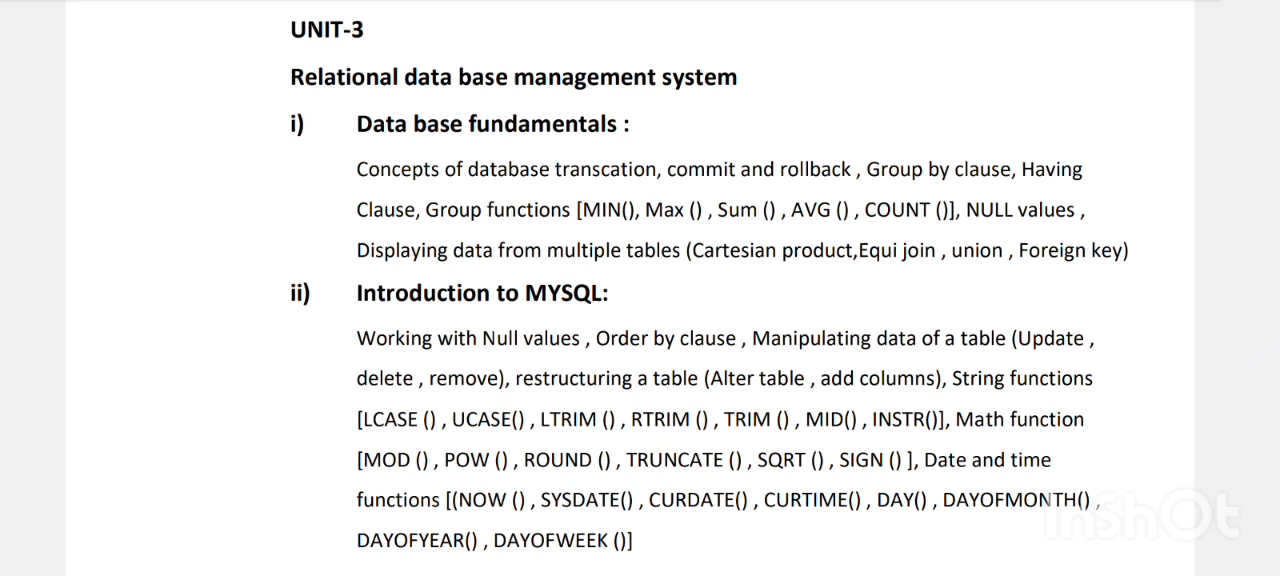 UNIT-3
Relational data base management system
i) Data base fundamentals :
Concepts of database transcation, commit and rollback , Group by clause, Having
Clause, Group functions [MIN(), Max () , Sum () , AVG () , COUNT ()], NULL values ,
Displaying data from multiple tables (Cartesian product,Equi join , union , Foreign key)
ii) Introduction to MYSQL:
Working with Null values , Order by clause , Manipulating data of a table (Update ,
delete , remove), restructuring a table (Alter table , add columns), String functions
[LCASE () , UCASE() , LTRIM () , RTRIM () , TRIM () , MID() , INSTR()], Math function
[MOD () , POW () , ROUND () , TRUNCATE () , SQRT () , SIGN () ], Date and time
functions [(NOW () , SYSDATE() , CURDATE() , CURTIME() , DAY() , DAYOFMONTH() ,
DAYOFYEAR() , DAYOFWEEK ()]
InShOt